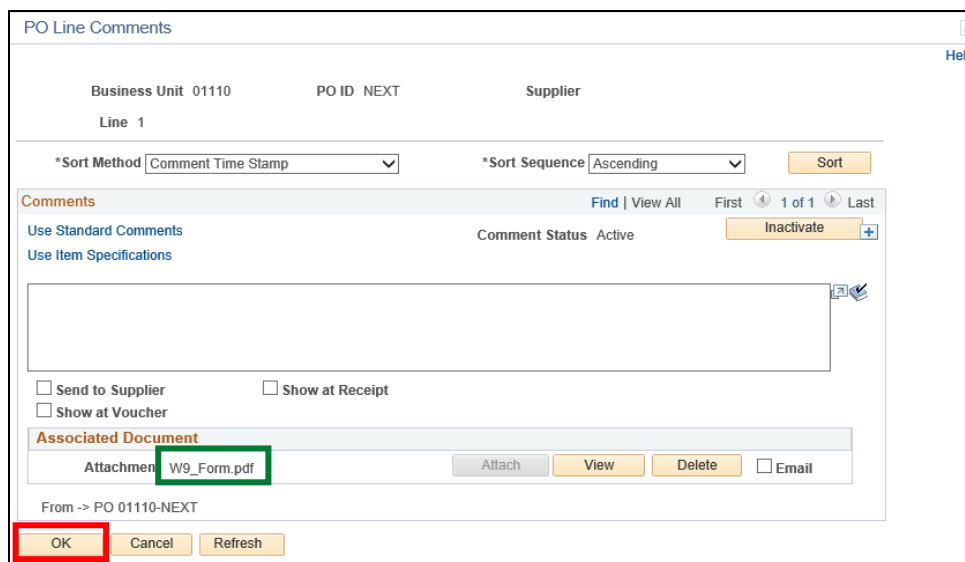 PO Line Comments
Hel
Business Unit 01110 PO ID NEXT Supplier
Line 1
*Sort Method Comment Time Stamp *Sort Sequence Ascending Sort
Comments Find | View All First 1 of 1 Last
Use Standard Comments Comment Status Active Inactivate
Use Item Specifications
Send to Supplier Show at Receipt
Show at Voucher
Associated Document
Attachmen W9_Form.pdf Attach View Delete Email
From -> PO 01110-NEXT
OK Cancel Refresh